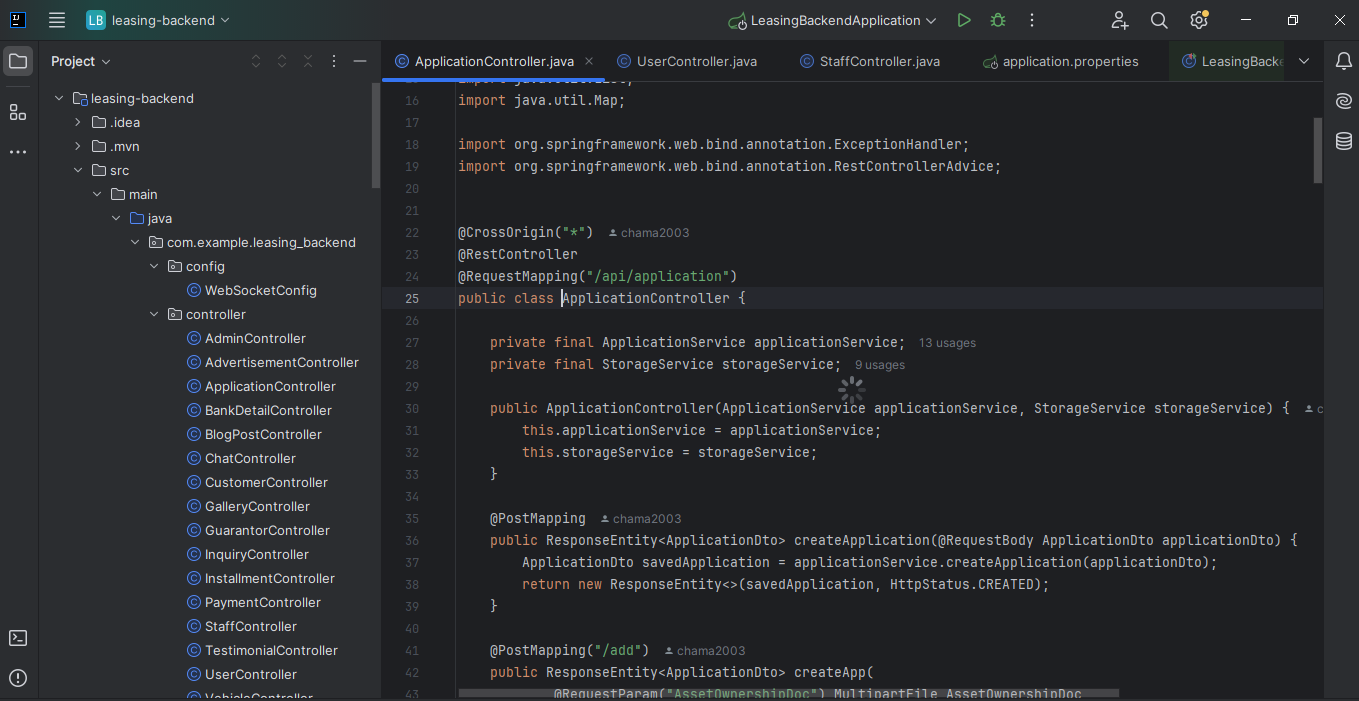 LB leasing-backend
LeasingBackendApplication
Project
ApplicationController.java
UserController.java
StaffController.java
application.properties
LeasingBacke
leasing-backend
.idea
.mvn
src
main
java
com.example.leasing_backend
config
WebSocketConfig
controller
AdminController
AdvertisementController
ApplicationController
BankDetailController
BlogPostController
ChatController
CustomerController
GalleryController
GuarantorController
InquiryController
InstallmentController
PaymentController
StaffController
TestimonialController
UserController
VehicleController
16 import java.util.Map;
17
18 import org.springframework.web.bind.annotation.ExceptionHandler;
19 import org.springframework.web.bind.annotation.RestControllerAdvice;
20
21
22 @CrossOrigin("*") chama2003
23 @RestController
24 @RequestMapping("/api/application")
25 public class ApplicationController {
26
27 private final ApplicationService applicationService; 13 usages
28 private final StorageService storageService; 9 usages
29
30 public ApplicationController(ApplicationService applicationService, StorageService storageService) { c
31 this.applicationService = applicationService;
32 this.storageService = storageService;
33 }
34
35 @PostMapping chama2003
36 public ResponseEntity<ApplicationDto> createApplication(@RequestBody ApplicationDto applicationDto) {
37 ApplicationDto savedApplication = applicationService.createApplication(applicationDto);
38 return new ResponseEntity<>(savedApplication, HttpStatus.CREATED);
39 }
40
41 @PostMapping("/add") chama2003
42 public ResponseEntity<ApplicationDto> createApp(
43 @RequestParam("AssetOwnershipDoc") MultipartFile AssetOwnershipDoc